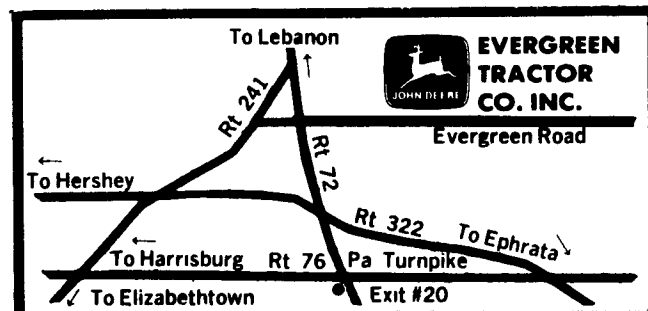 To Lebanon
EVERGREEN
TRACTOR
CO. INC.
JOHN DEERE
Rt 241
Evergreen Road
To Hershey
Rt 72
Rt 322
To Ephrata
To Harrisburg Rt 76 Pa Turnpike
To Elizabethtown
Exit #20